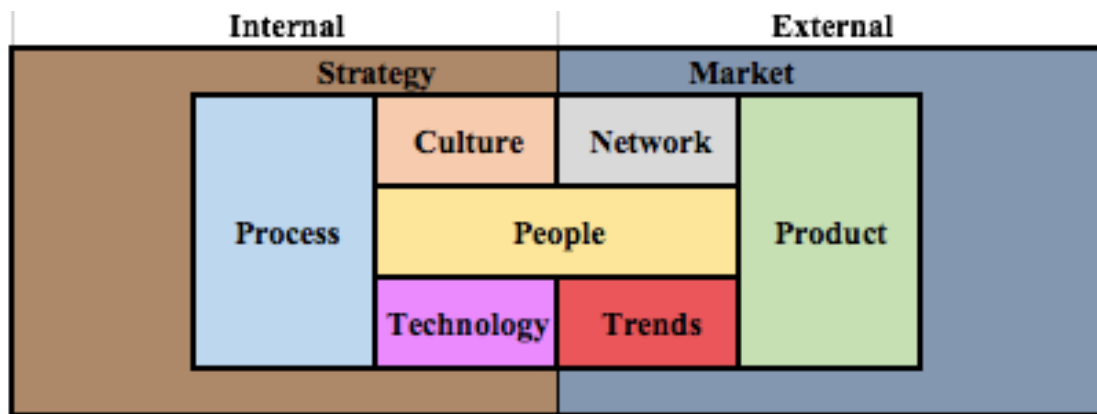 Internal External
Strategy Market
Culture Network
Process People Product
Technology Trends